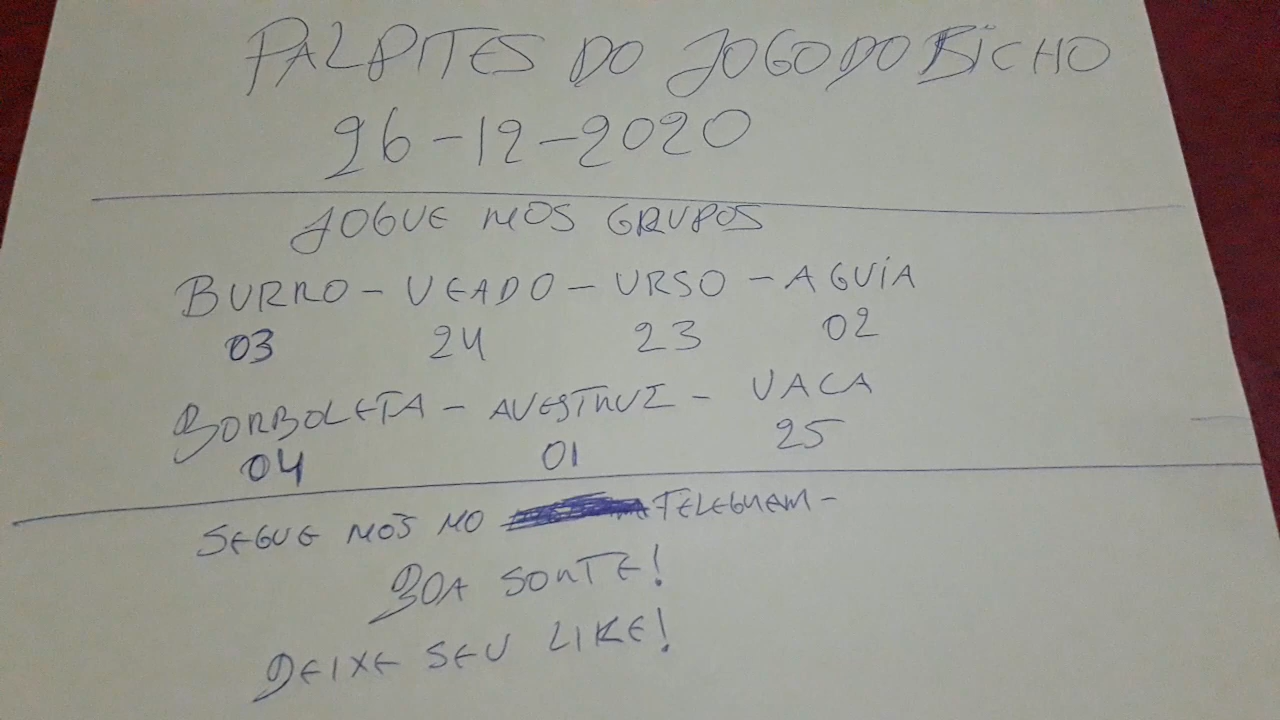 PALPITES DO JOGO DO BICHO
26-12-2020
JOGUE NOS GRUPOS
BURRO - VEADO - URSO - AGUIA
03 24 23 02
BORBOLETA - AVESTRUZ - VACA
04 01 25
SEGUE NOS NO TELEGRAM -
BOA SORTE!
DEIXE SEU LIKE!